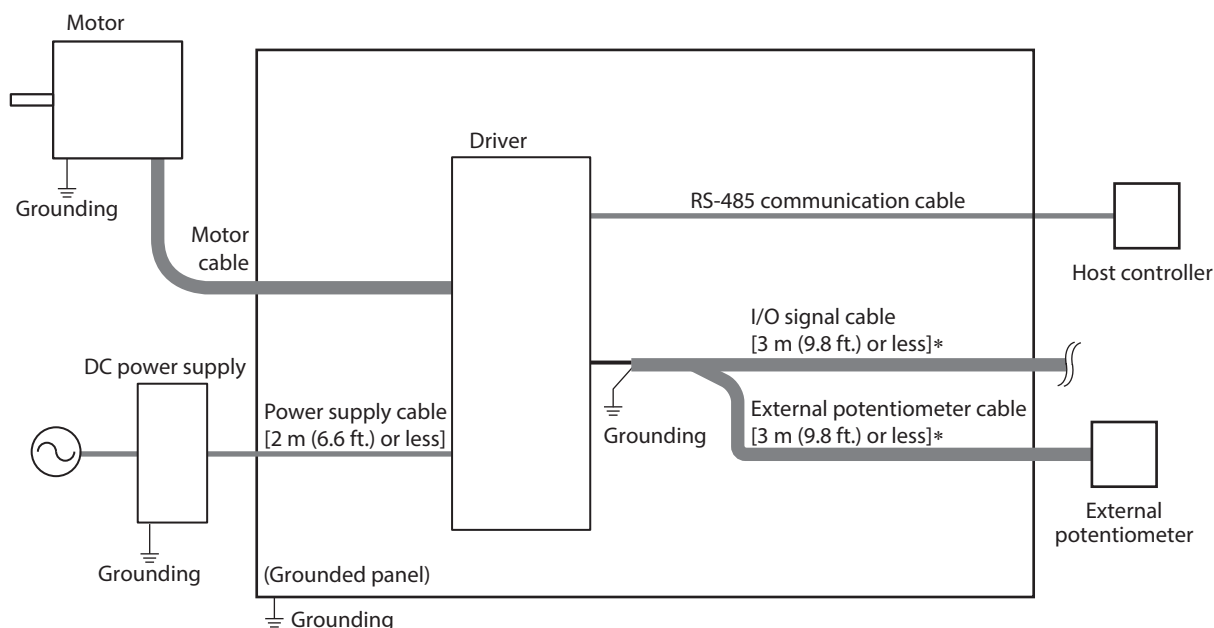 Motor
Grounding
Motor
cable
Driver
RS-485 communication cable
Host controller
I/O signal cable
[3 m (9.8 ft.) or less]*
DC power supply
Power supply cable
[2 m (6.6 ft.) or less]
Grounding
External potentiometer cable
[3 m (9.8 ft.) or less]*
External
potentiometer
Grounding
(Grounded panel)
Grounding